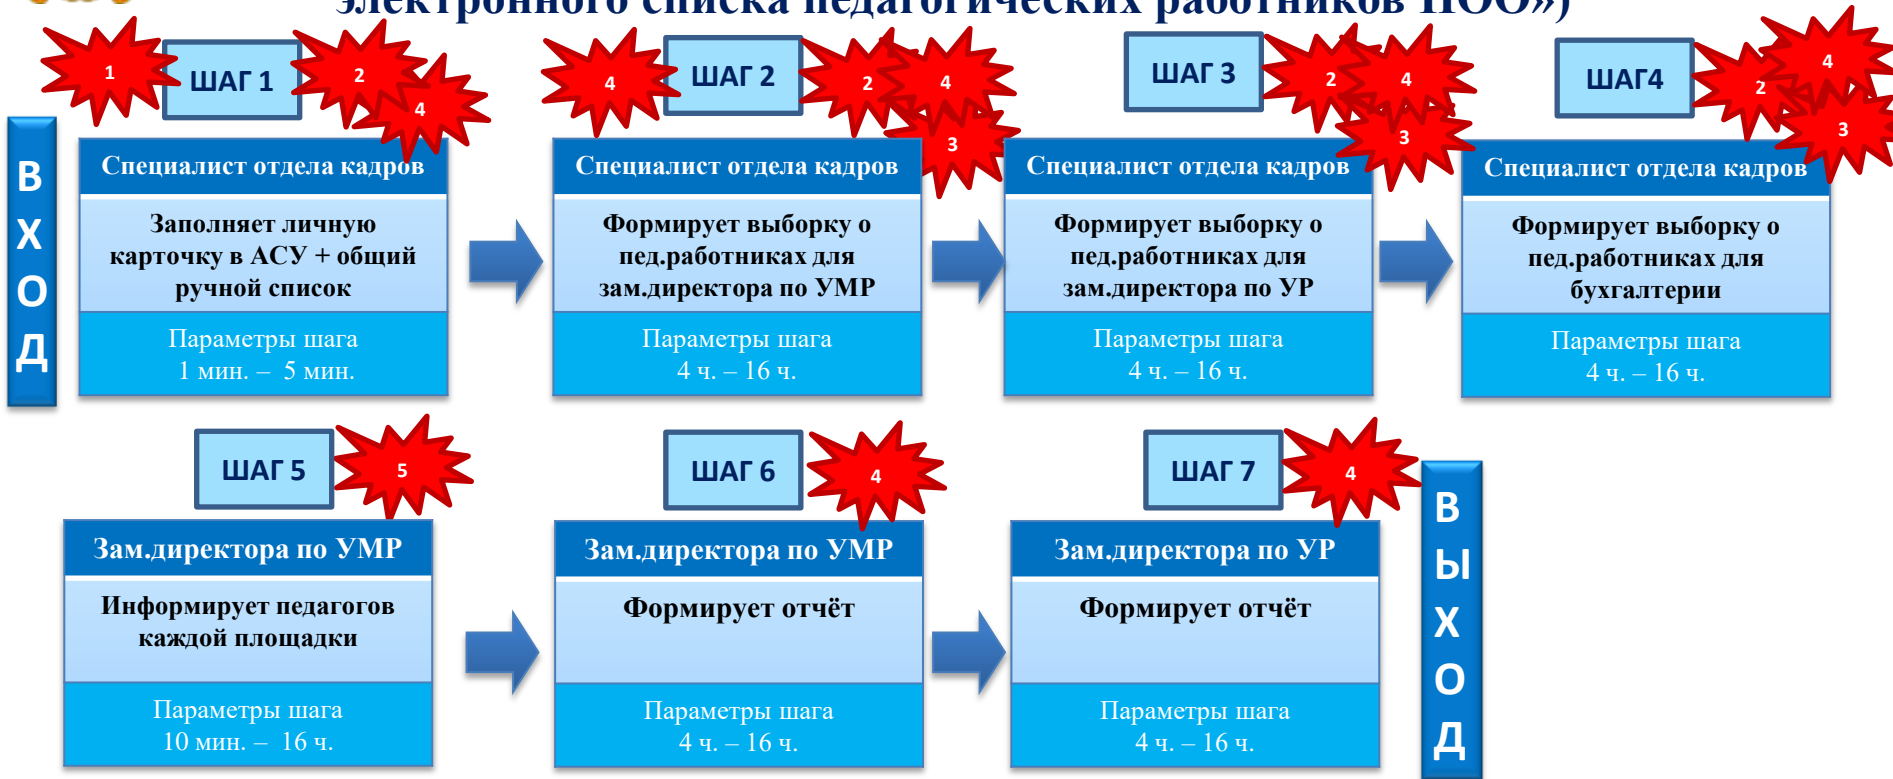 электронного списка педагогических работников ПОО»)
1
ШАГ 1
2
4
4
ШАГ 2
2
4
3
ШАГ 3
2
4
3
ШАГ4
2
4
3
ВХОД
Специалист отдела кадров
Заполняет личную
карточку в АСУ + общий
ручной список
Параметры шага
1 мин. – 5 мин.
Специалист отдела кадров
Формирует выборку о
пед.работниках для
зам.директора по УМР
Параметры шага
4 ч. – 16 ч.
Специалист отдела кадров
Формирует выборку о
пед.работниках для
зам.директора по УР
Параметры шага
4 ч. – 16 ч.
Специалист отдела кадров
Формирует выборку о
пед.работниках для
бухгалтерии
Параметры шага
4 ч. – 16 ч.
ШАГ 5
5
ШАГ 6
4
ШАГ 7
4
Зам.директора по УМР
Информирует педагогов
каждой площадки
Параметры шага
10 мин. – 16 ч.
Зам.директора по УМР
Формирует отчёт
Параметры шага
4 ч. – 16 ч.
Зам.директора по УР
Формирует отчёт
Параметры шага
4 ч. – 16 ч.
ВЫХОД